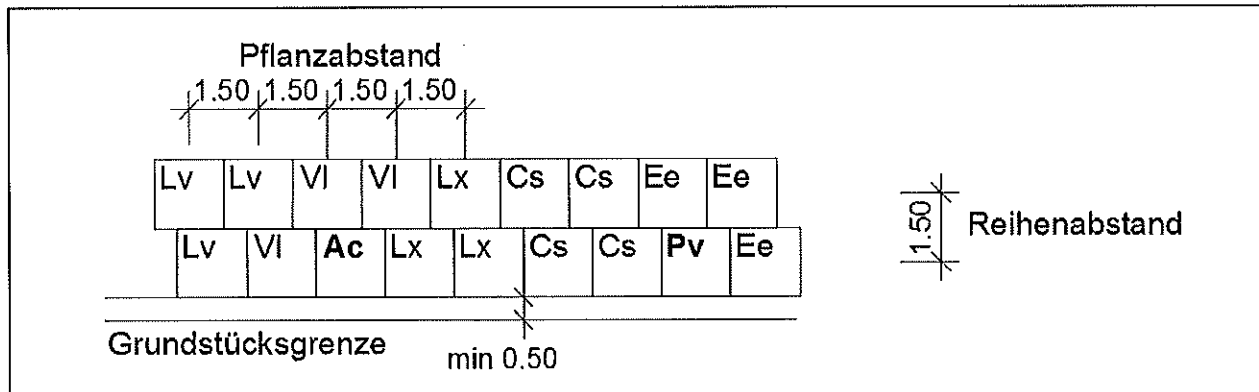 Pflanzabstand
1.50 1.50 1.50 1.50
Lv Lv Vl Vl Lx Cs Cs Ee Ee
1.50
Reihenabstand
Lv Vl Ac Lx Lx Cs Cs Pv Ee
Grundstücksgrenze
min 0.50